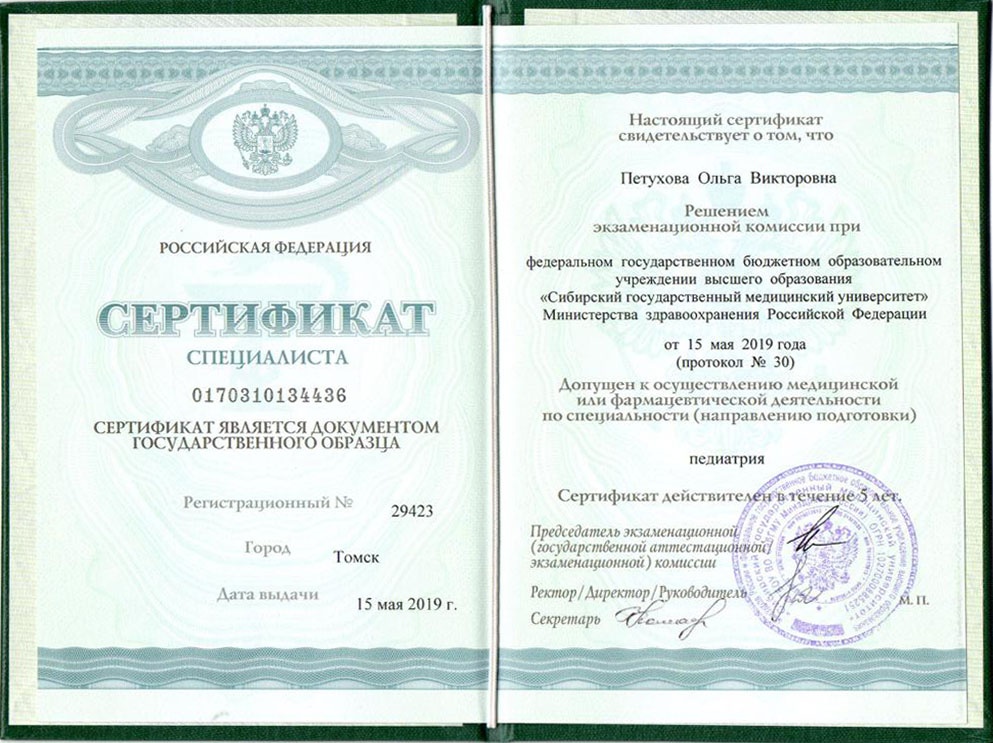 РОССИЙСКАЯ ФЕДЕРАЦИЯ
СЕРТИФИКАТ
СПЕЦИАЛИСТА
0170310134436
СЕРТИФИКАТ ЯВЛЯЕТСЯ ДОКУМЕНТОМ
ГОСУДАРСТВЕННОГО ОБРАЗЦА
Регистрационный № 29423
Город Томск
Дата выдачи 15 мая 2019 г.
Настоящий сертификат
свидетельствует о том, что
Петухова Ольга Викторовна
Решением
экзаменационной комиссии при
федеральном государственном бюджетном образовательном
учреждении высшего образования
«Сибирский государственный медицинский университет»
Министерства здравоохранения Российской Федерации
от 15 мая 2019 года
(протокол № 30)
Допущен к осуществлению медицинской
или фармацевтической деятельности
по специальности (направлению подготовки)
педиатрия
Сертификат действителен в течение 5 лет.
Председатель экзаменационной
(государственной аттестационной,
экзаменационной) комиссии
Ректор/Директор/Руководитель
М. П.
Секретарь